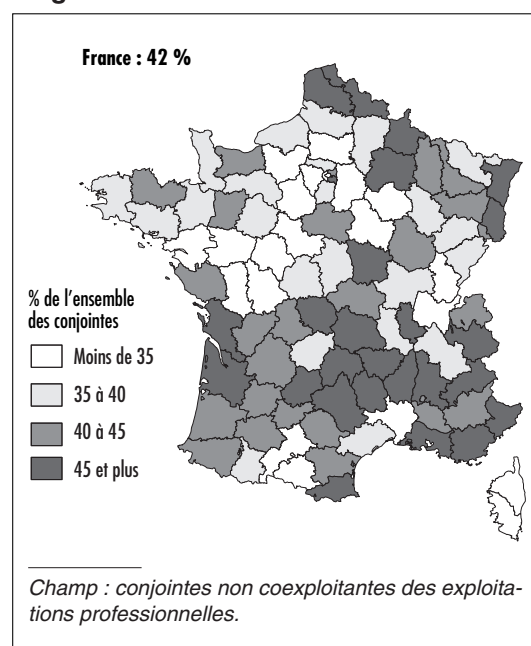 France : 42 %
% de l'ensemble
des conjointes
Moins de 35
35 à 40
40 à 45
45 et plus
Champ : conjointes non coexploitantes des exploita-
tions professionnelles.